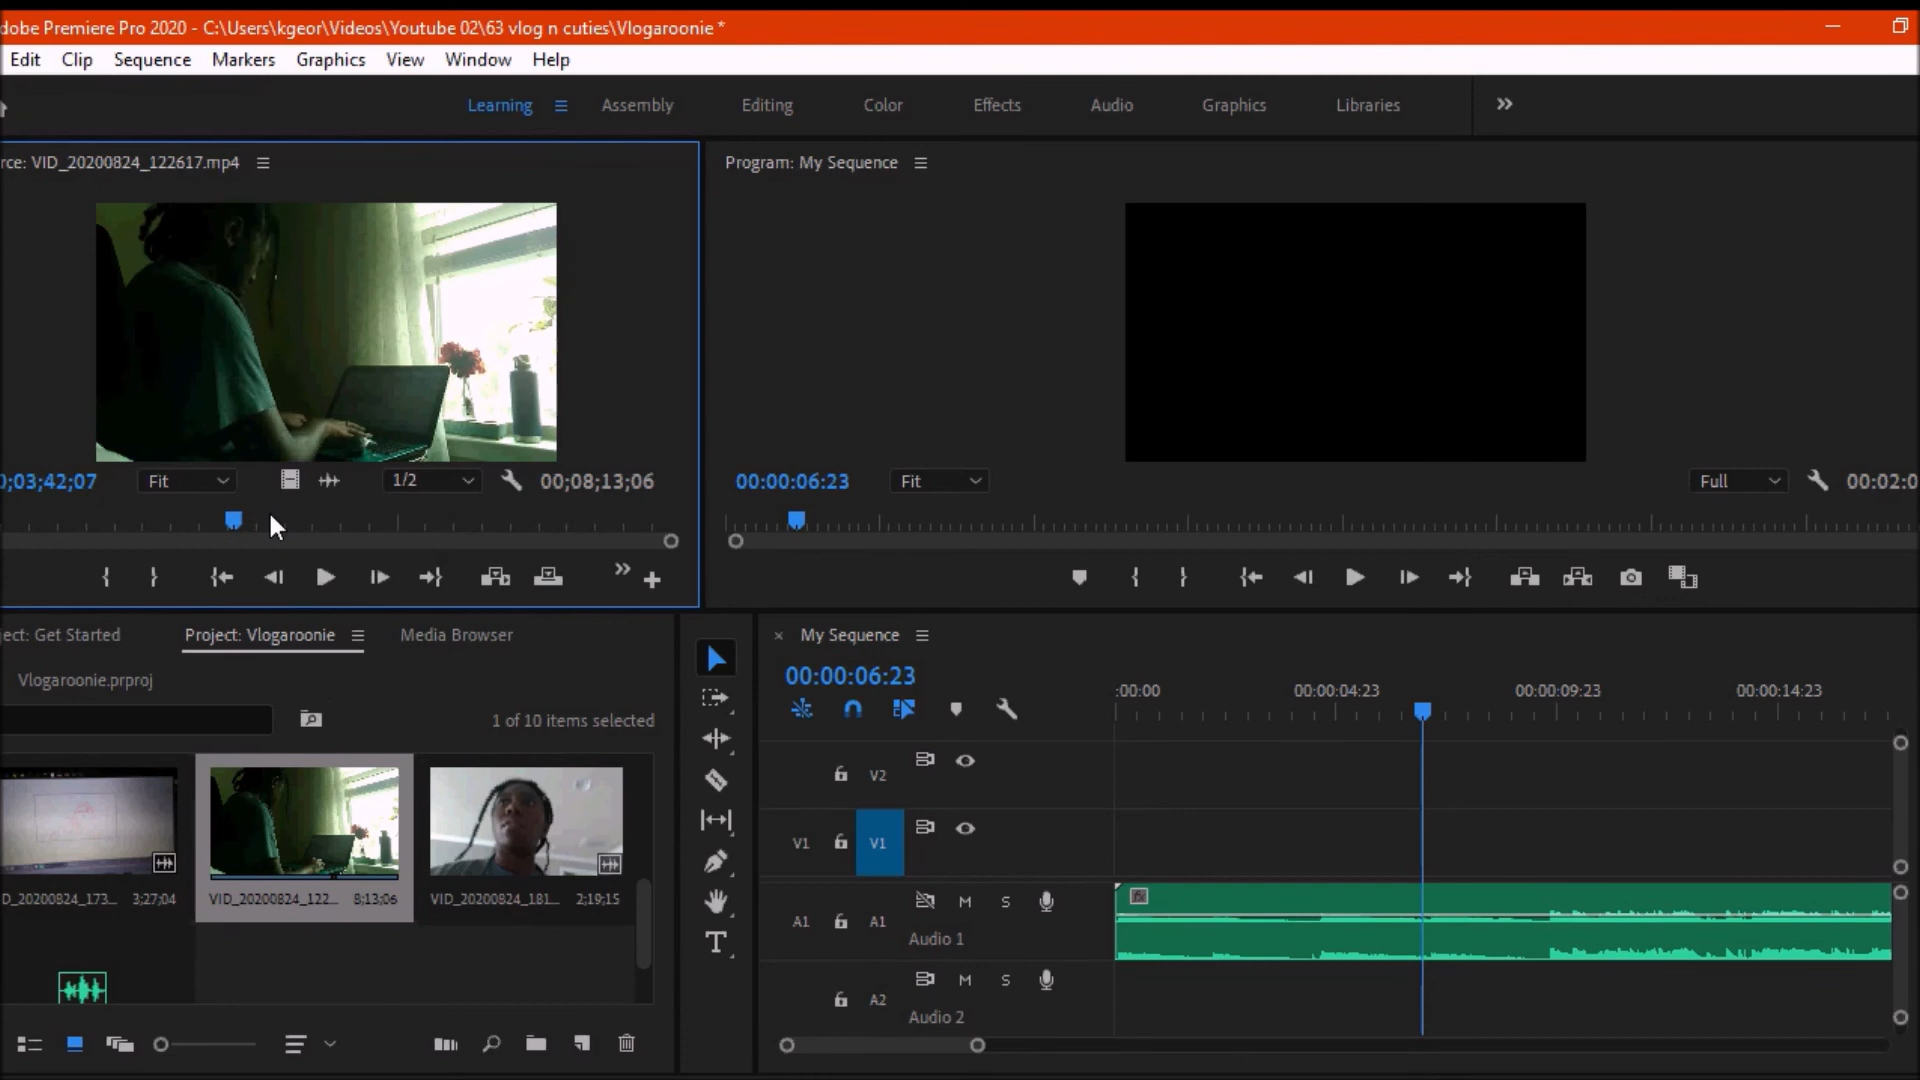 dobe Premiere Pro 2020 - C:\Users\kgeor\Videos\Youtube 02\63 vlog n cuties\Vlogaroonie *
Edit Clip Sequence Markers Graphics View Window Help
Learning Assembly Editing Color Effects Audio Graphics Libraries
rce: VID_20200824_122617.mp4
Program: My Sequence
0;03;42;07 Fit 1/2 00;08;13;06
00:00:06:23 Fit Full 00:02:0
ect: Get Started Project: Vlogaroonie Media Browser
Vlogaroonie.prproj
1 of 10 items selected
D_20200824_173... 3;27;04
VID_20200824_122... 8;13;06
VID_20200824_181... 2;19;15
× My Sequence
00:00:06:23
:00:00 00:00:04:23 00:00:09:23 00:00:14:23
V2
V1 V1
A1 A1 M S
Audio 1
fx
A2 M S
Audio 2
T